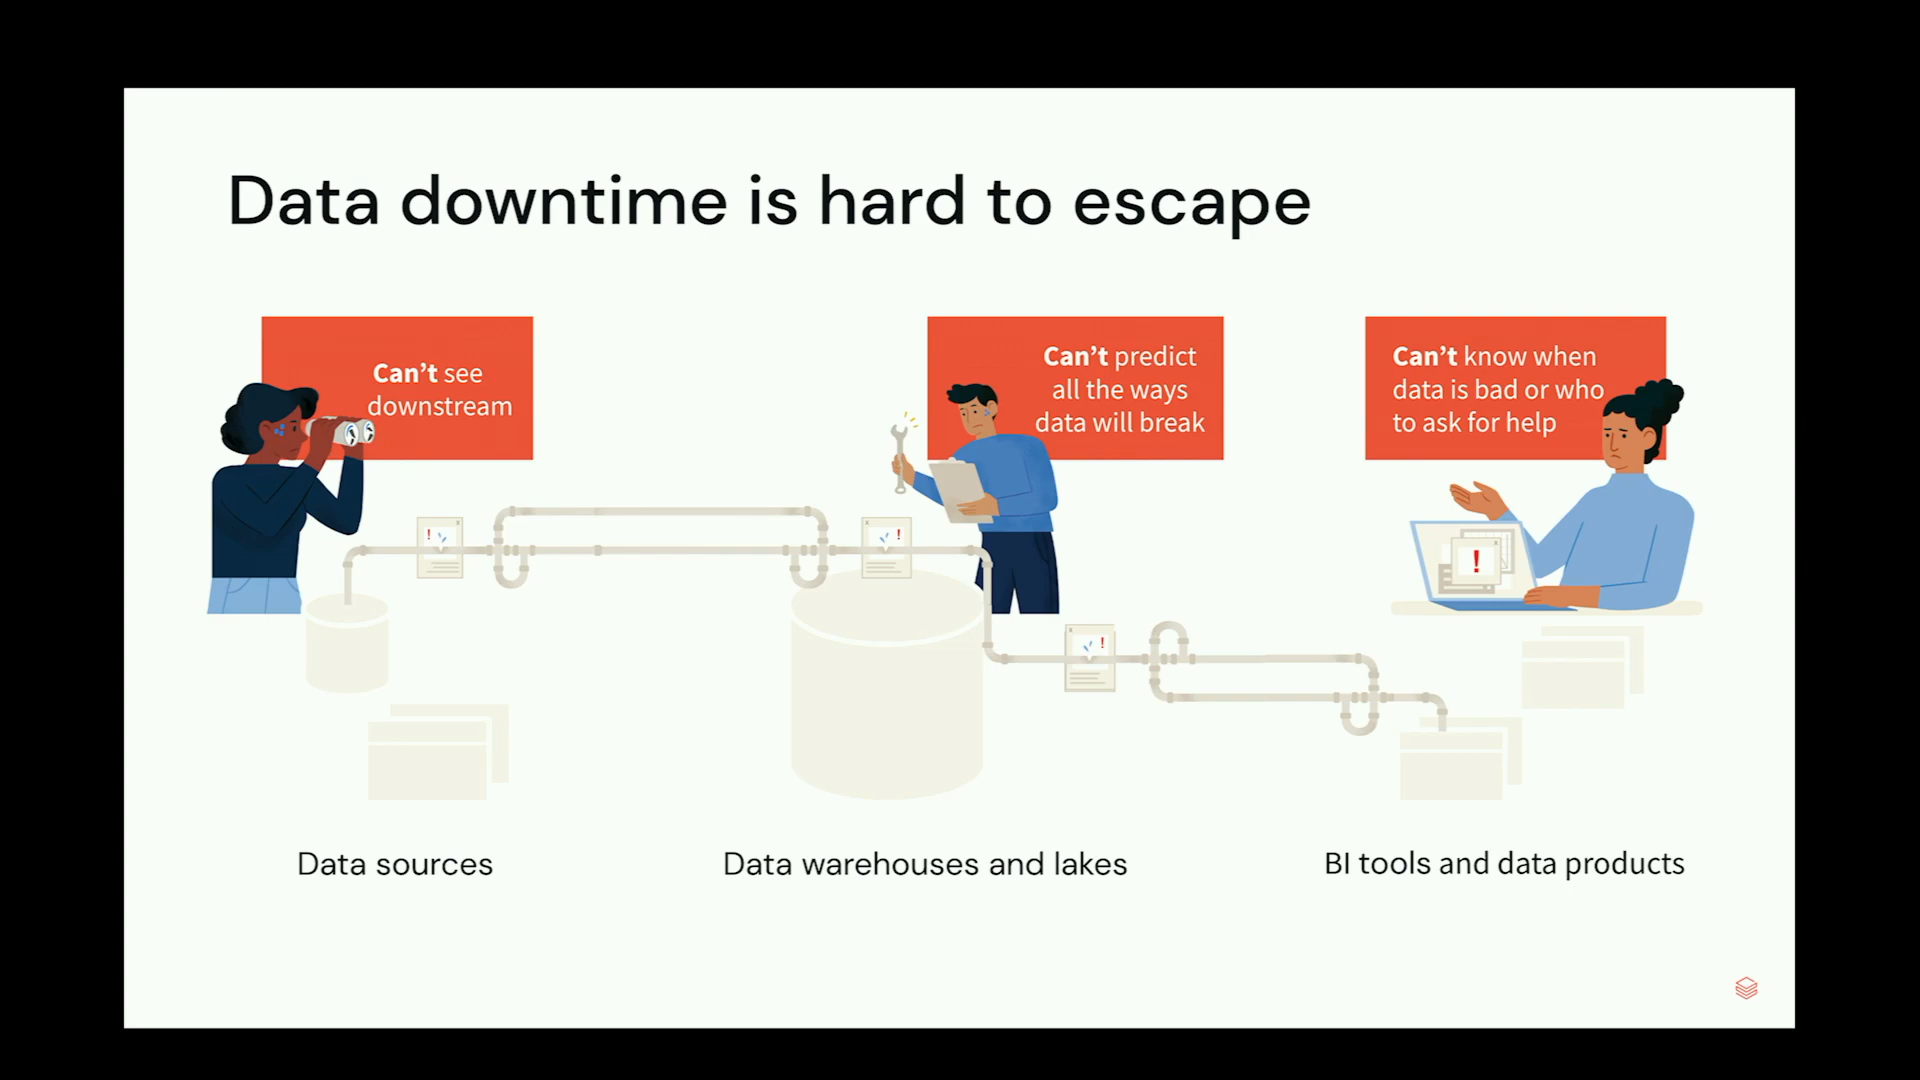 Data downtime is hard to escape
Can't see
downstream
Can't predict
all the ways
data will break
Can't know when
data is bad or who
to ask for help
!
!
!
!
Data sources
Data warehouses and lakes
BI tools and data products